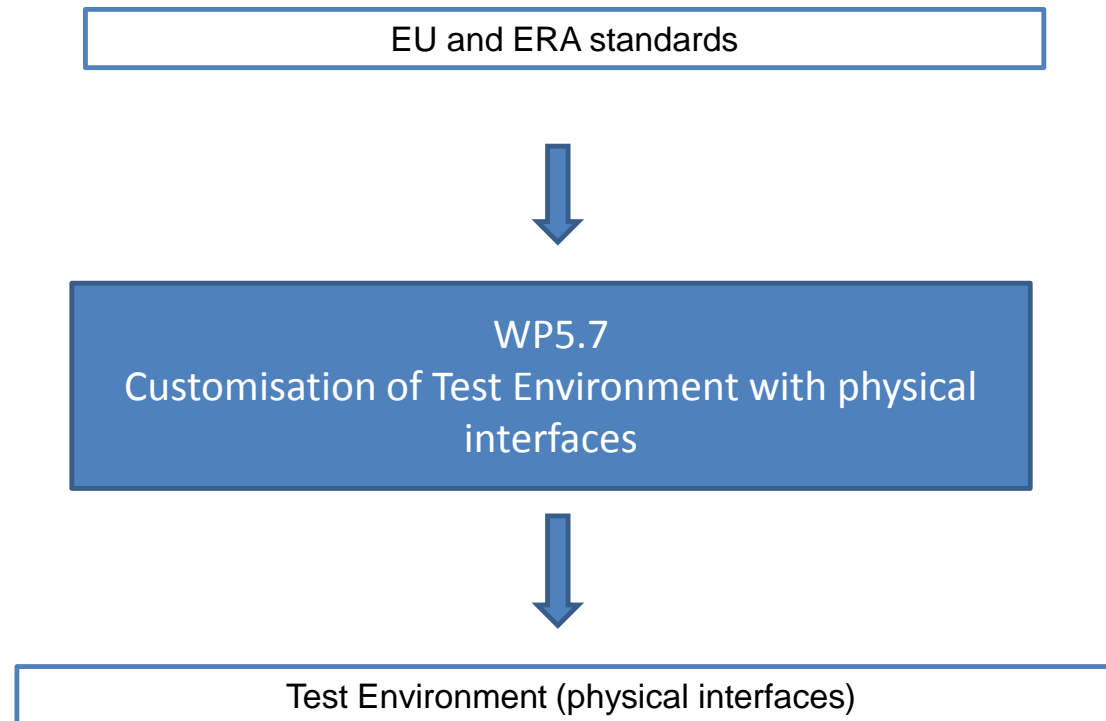 EU and ERA standards
WP5.7
Customisation of Test Environment with physical
interfaces
Test Environment (physical interfaces)